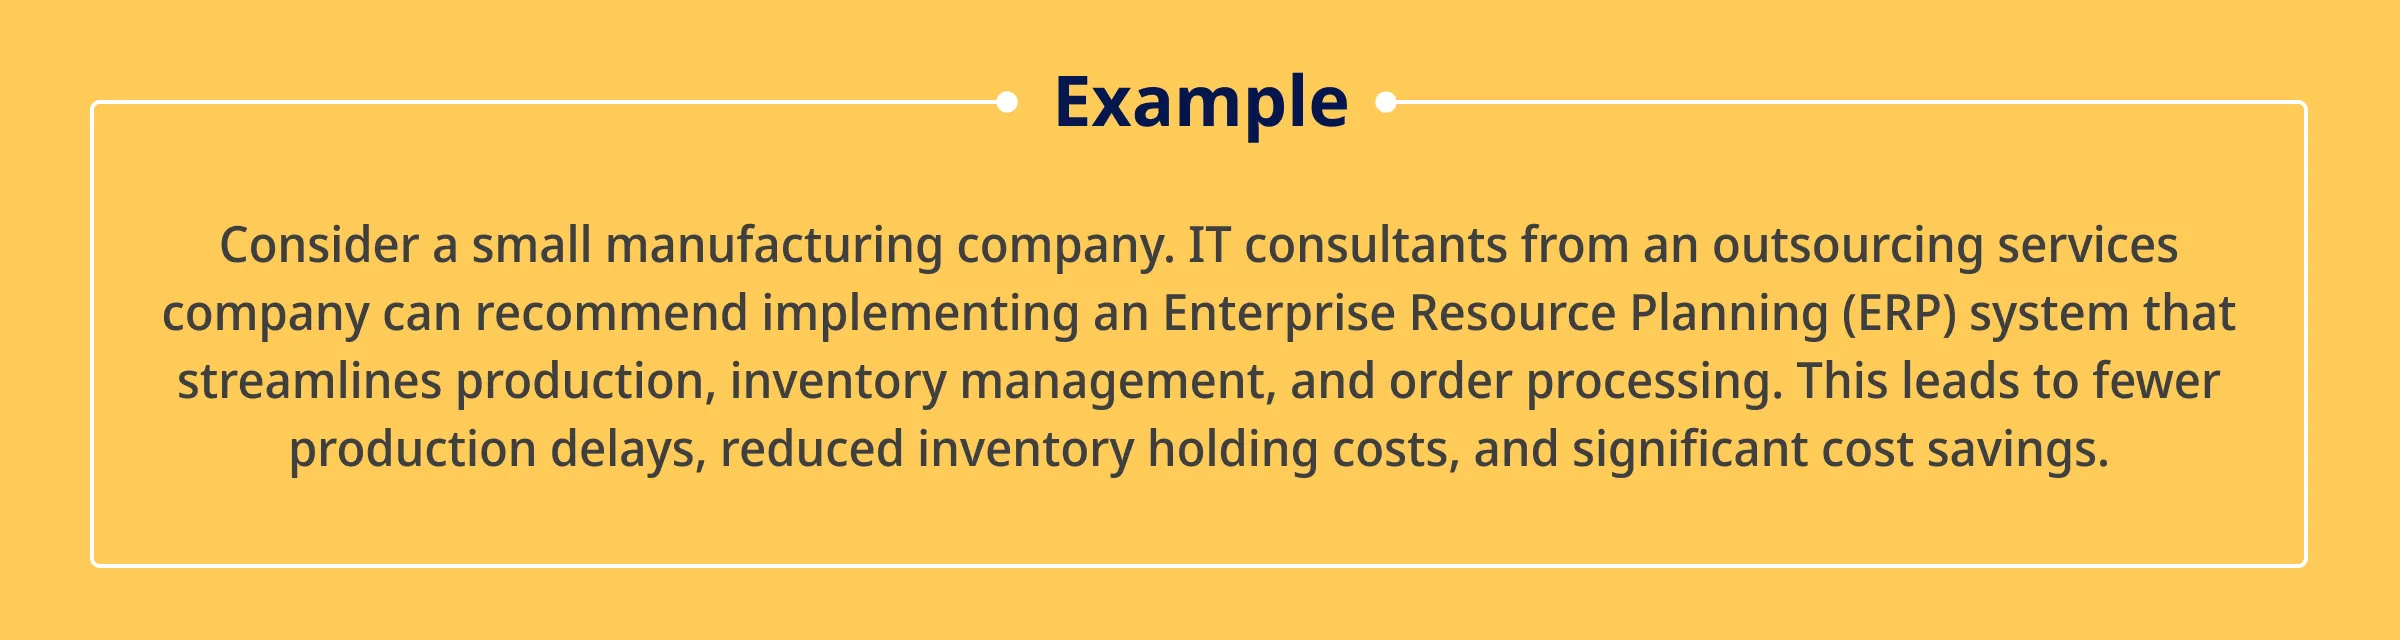 Example
Consider a small manufacturing company. IT consultants from an outsourcing services
company can recommend implementing an Enterprise Resource Planning (ERP) system that
streamlines production, inventory management, and order processing. This leads to fewer
production delays, reduced inventory holding costs, and significant cost savings.